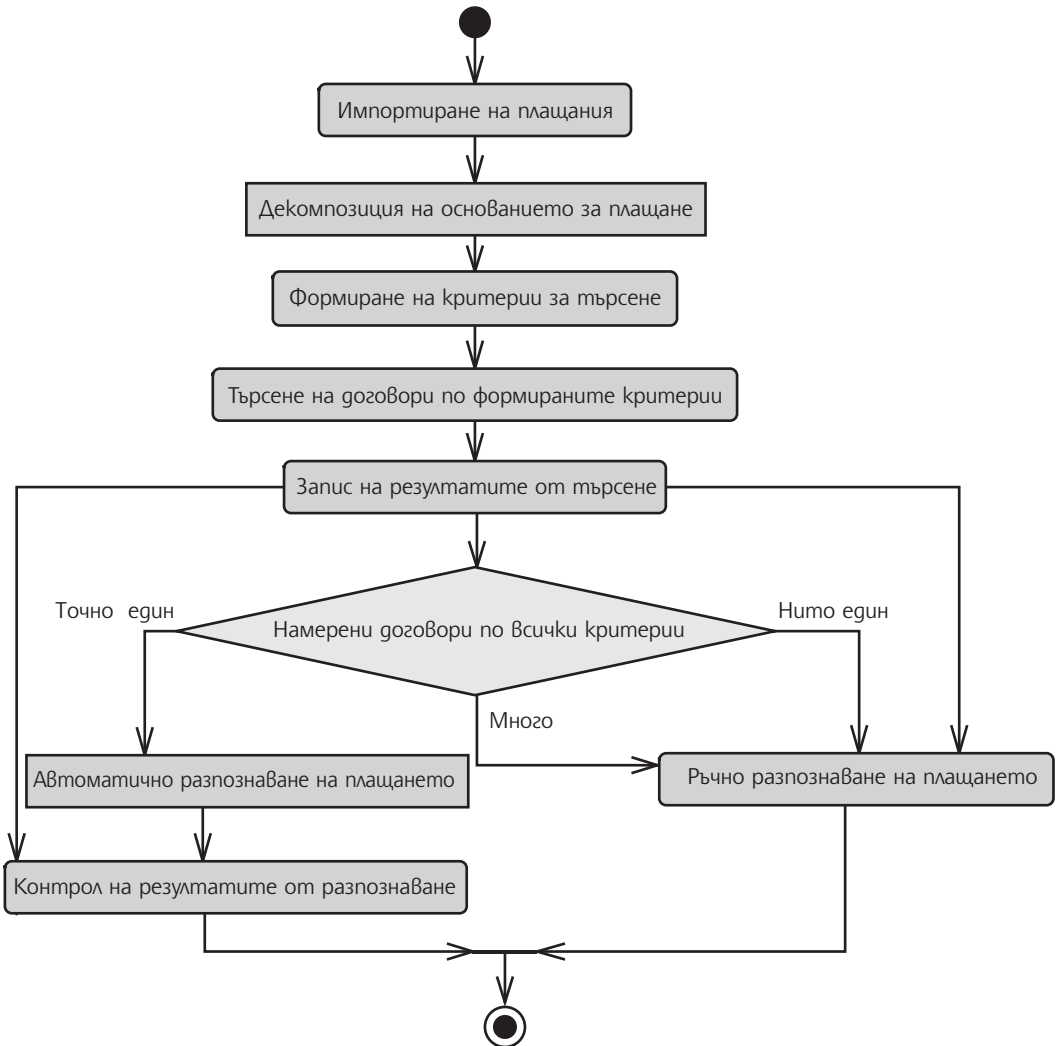 Импортиране на плащания
Декомпозиция на основанието за плащане
Формиране на критерии за търсене
Търсене на договори по формираните критерии
Запис на резултатите от търсене
Точно един
Намерени договори по всички критерии
Нито един
Много
Автоматично разпознаване на плащането
Ръчно разпознаване на плащането
Контрол на резултатите от разпознаване